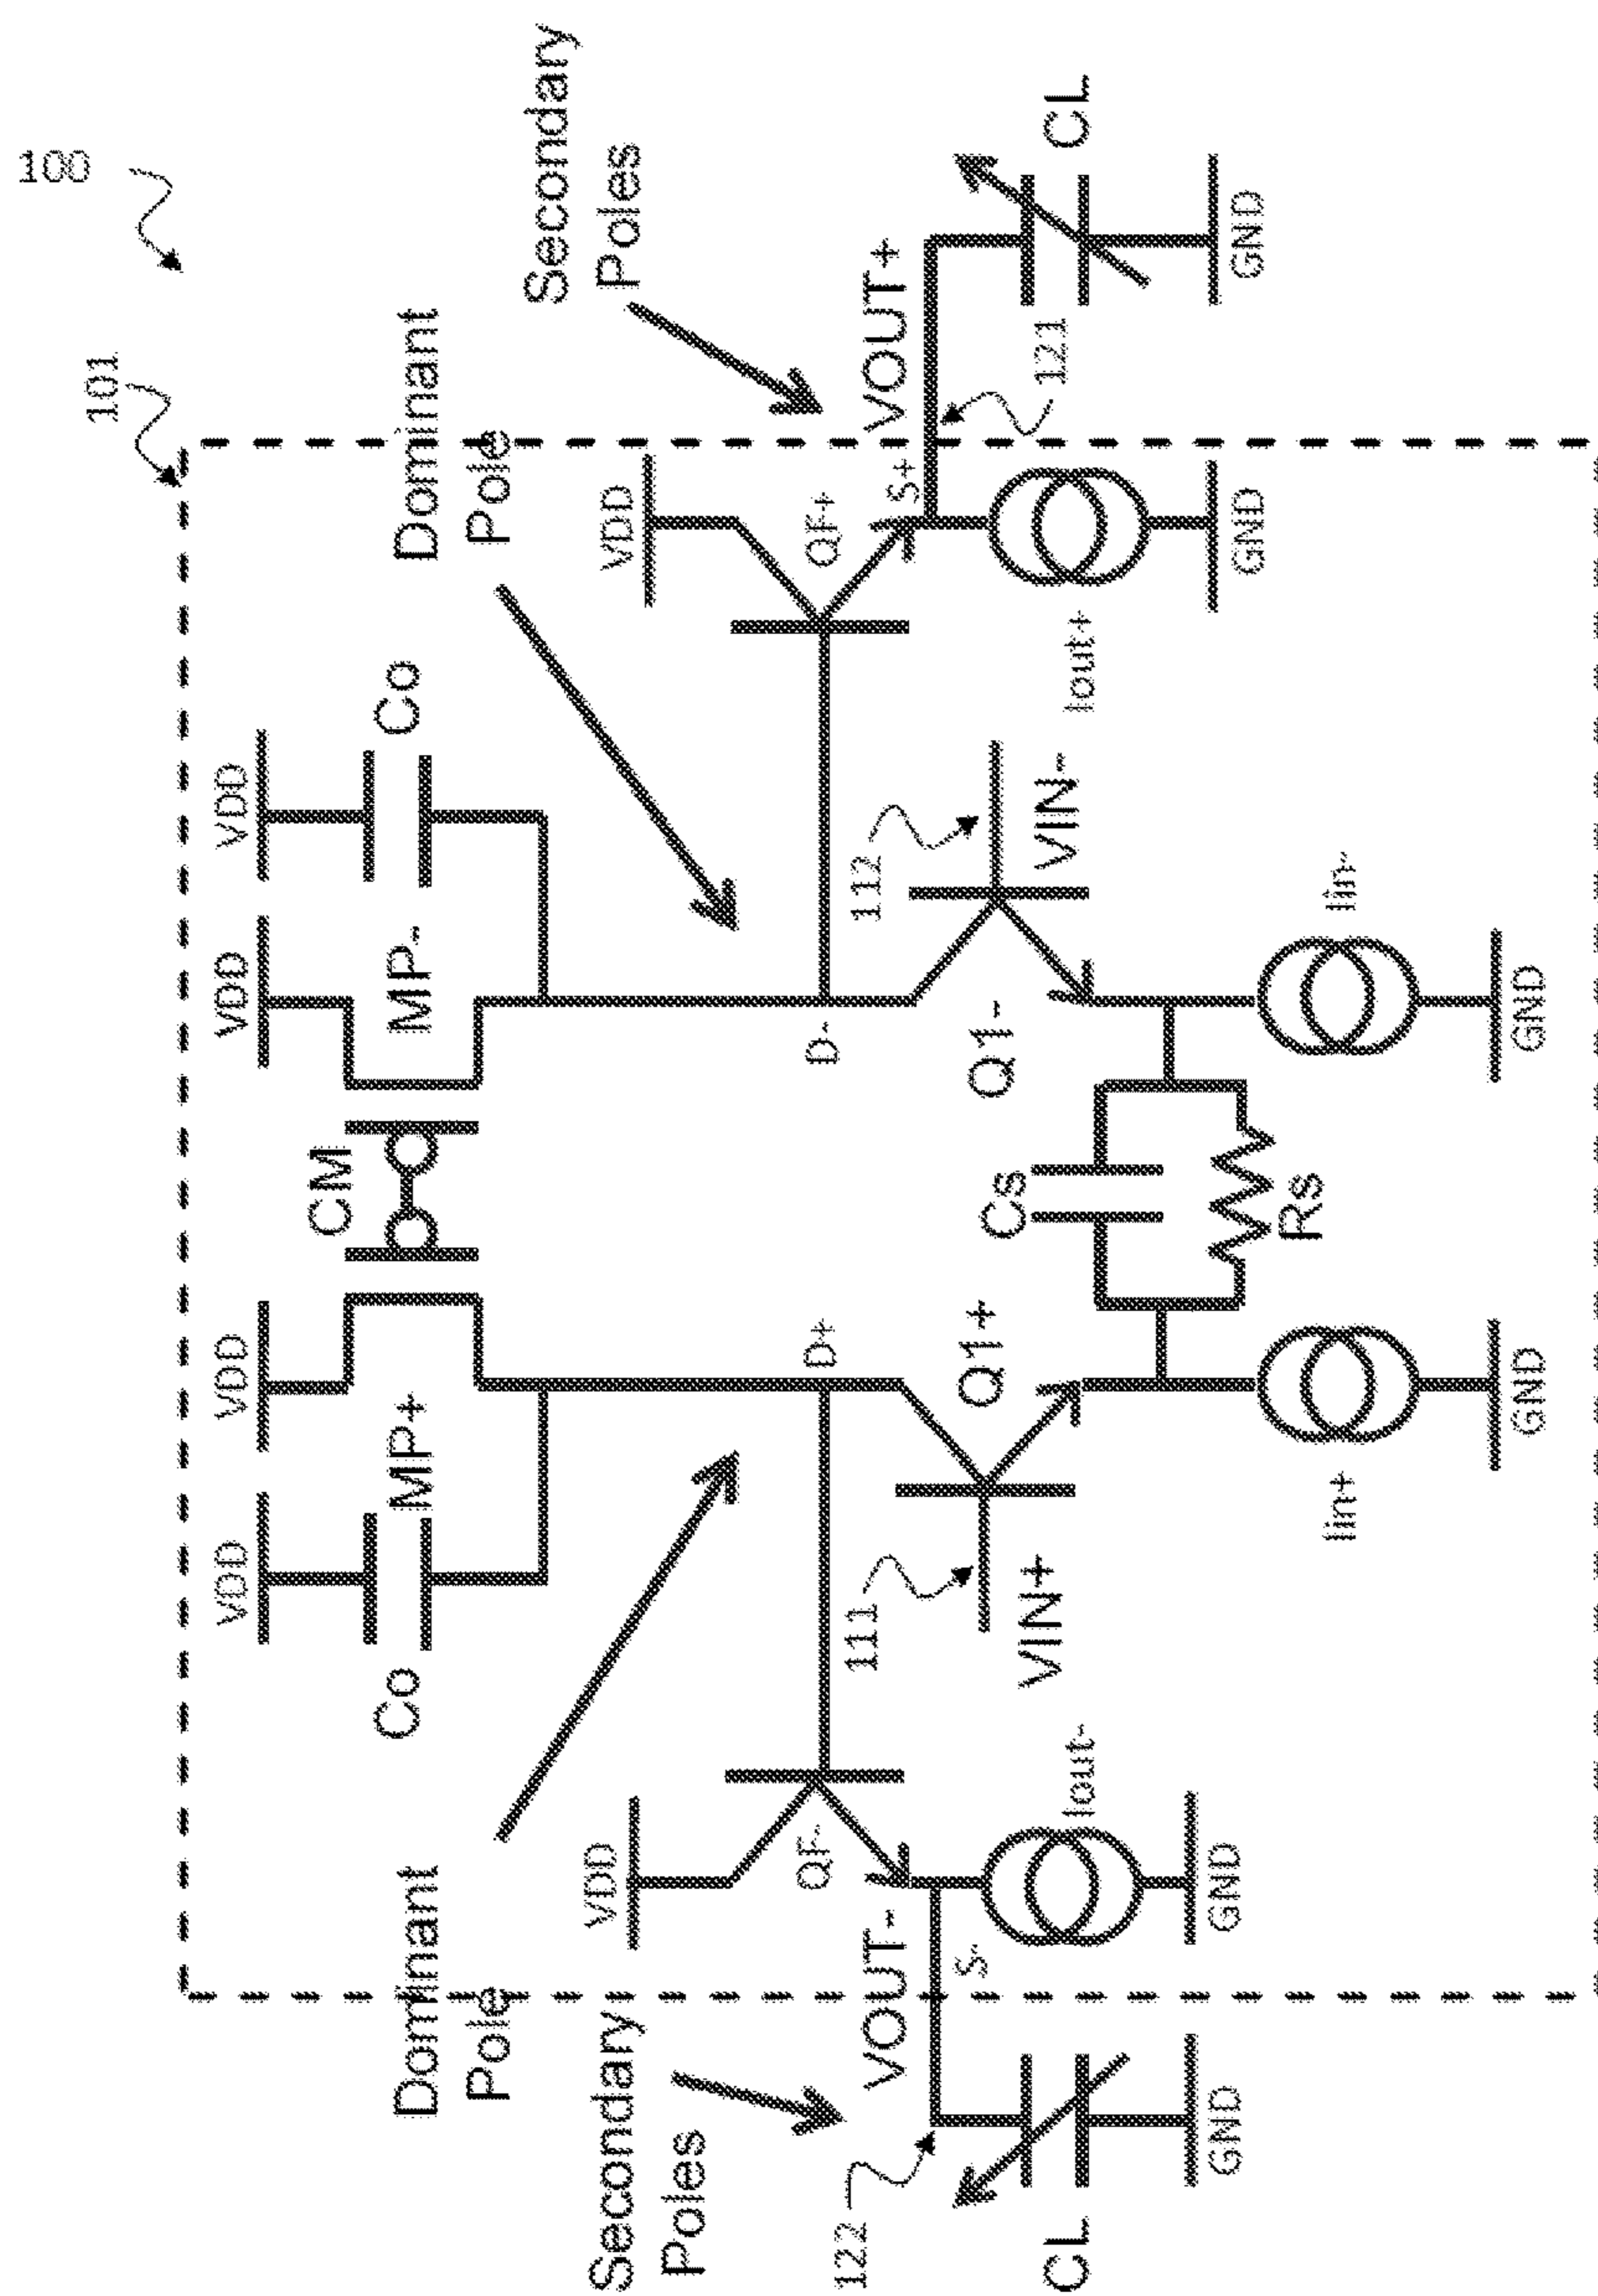 100
101
Secondary
Poles
Dominant
Pole
Dominant
Pole
Secondary
Poles
VDD
VDD
VDD
VDD
Co
MP+
CM
MP-
Co
VDD
VDD
QF-
D+
D-
QF+
VOUT-
S-
S+
VOUT+
122
111
112
121
VIN+
Q1+
Q1-
VIN-
Cs
Rs
CL
Iout-
Iout+
CL
GND
GND
GND
GND
Iin+
Iin-
GND
GND